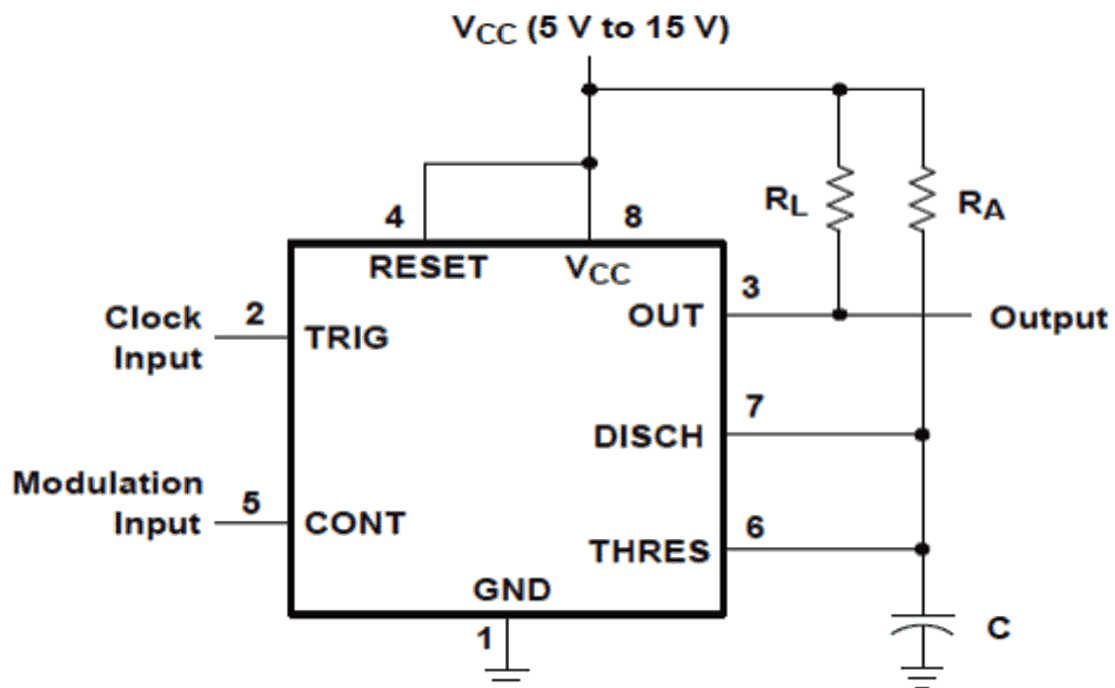 VCC (5 V to 15 V)
RL
RA
4
8
RESET
VCC
3
OUT
Output
Clock
Input
2
TRIG
7
DISCH
Modulation
Input
5
CONT
6
THRES
GND
1
C